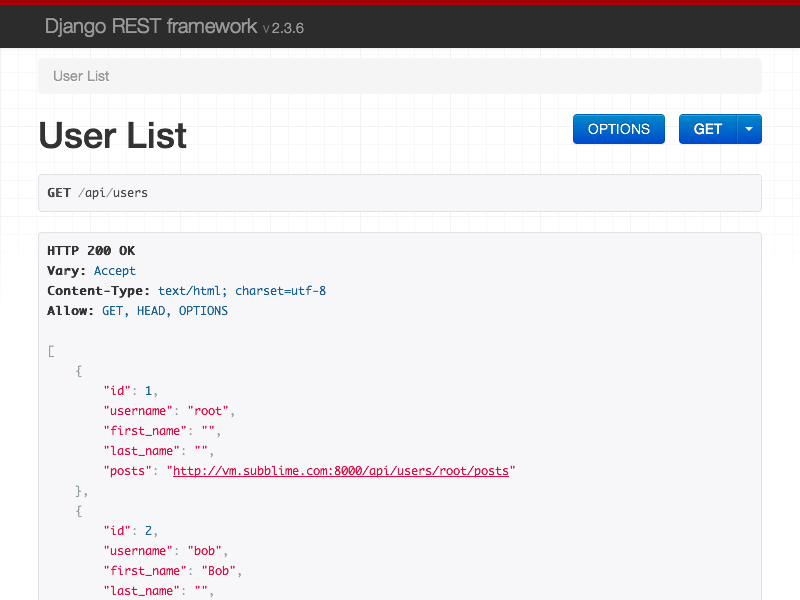 Django REST framework v 2.3.6
User List
User List
OPTIONS
GET
GET /api/users
HTTP 200 OK
Vary: Accept
Content-Type: text/html; charset=utf-8
Allow: GET, HEAD, OPTIONS
[
{
"id": 1,
"username": "root",
"first_name": "",
"last_name": "",
"posts": "http://vm.subblime.com:8000/api/users/root/posts"
},
{
"id": 2,
"username": "bob",
"first_name": "Bob",
"last_name": "",